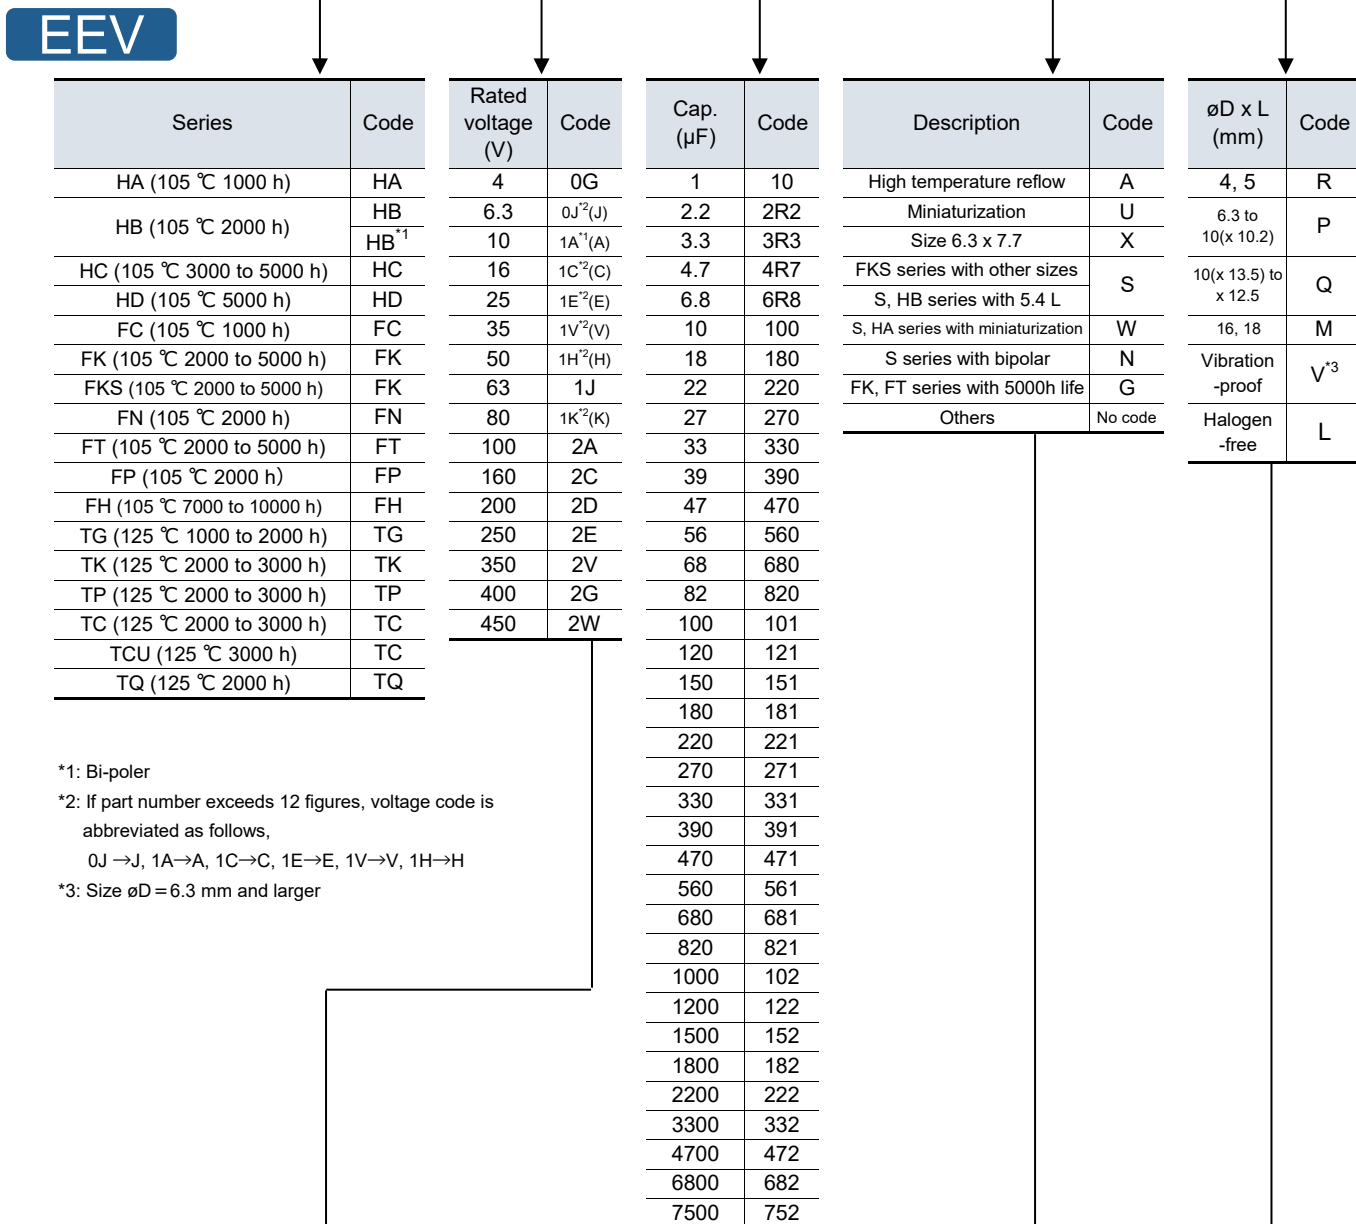 EEV
Series Code
HA (105 ℃ 1000 h) HA
HB (105 ℃ 2000 h) HB
HB*1
HC (105 ℃ 3000 to 5000 h) HC
HD (105 ℃ 5000 h) HD
FC (105 ℃ 1000 h) FC
FK (105 ℃ 2000 to 5000 h) FK
FKS (105 ℃ 2000 to 5000 h) FK
FN (105 ℃ 2000 h) FN
FT (105 ℃ 2000 to 5000 h) FT
FP (105 ℃ 2000 h) FP
FH (105 ℃ 7000 to 10000 h) FH
TG (125 ℃ 1000 to 2000 h) TG
TK (125 ℃ 2000 to 3000 h) TK
TP (125 ℃ 2000 to 3000 h) TP
TC (125 ℃ 2000 to 3000 h) TC
TCU (125 ℃ 3000 h) TC
TQ (125 ℃ 2000 h) TQ
*1: Bi-poler
*2: If part number exceeds 12 figures, voltage code is
abbreviated as follows,
0J →J, 1A→A, 1C→C, 1E→E, 1V→V, 1H→H
*3: Size øD＝6.3 mm and larger
Rated
voltage
(V)
Code
4 0G
6.3 0J*2(J)
10 1A*1(A)
16 1C*2(C)
25 1E*2(E)
35 1V*2(V)
50 1H*2(H)
63 1J
80 1K*2(K)
100 2A
160 2C
200 2D
250 2E
350 2V
400 2G
450 2W
Cap.
(μF)
Code
1 10
2.2 2R2
3.3 3R3
4.7 4R7
6.8 6R8
10 100
18 180
22 220
27 270
33 330
39 390
47 470
56 560
68 680
82 820
100 101
120 121
150 151
180 181
220 221
270 271
330 331
390 391
470 471
560 561
680 681
820 821
1000 102
1200 122
1500 152
1800 182
2200 222
3300 332
4700 472
6800 682
7500 752
Description Code
High temperature reflow A
Miniaturization U
Size 6.3 x 7.7 X
FKS series with other sizes
S
S, HB series with 5.4 L
S, HA series with miniaturization W
S series with bipolar N
FK, FT series with 5000h life G
Others No code
øD x L
(mm)
Code
4, 5 R
6.3 to
10(x 10.2)
P
10(x 13.5) to
x 12.5
Q
16, 18 M
Vibration
-proof
V*3
Halogen
-free
L